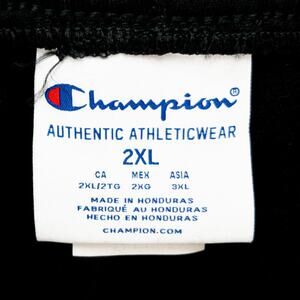 Champion
AUTHENTIC ATHLETICWEAR
2XL
CA MEX ASIA
2XL/2TG 2XG 3XL
MADE IN HONDURAS
FABRIQUÉ AU HONDURAS
HECHO EN HONDURAS
CHAMPION.COM